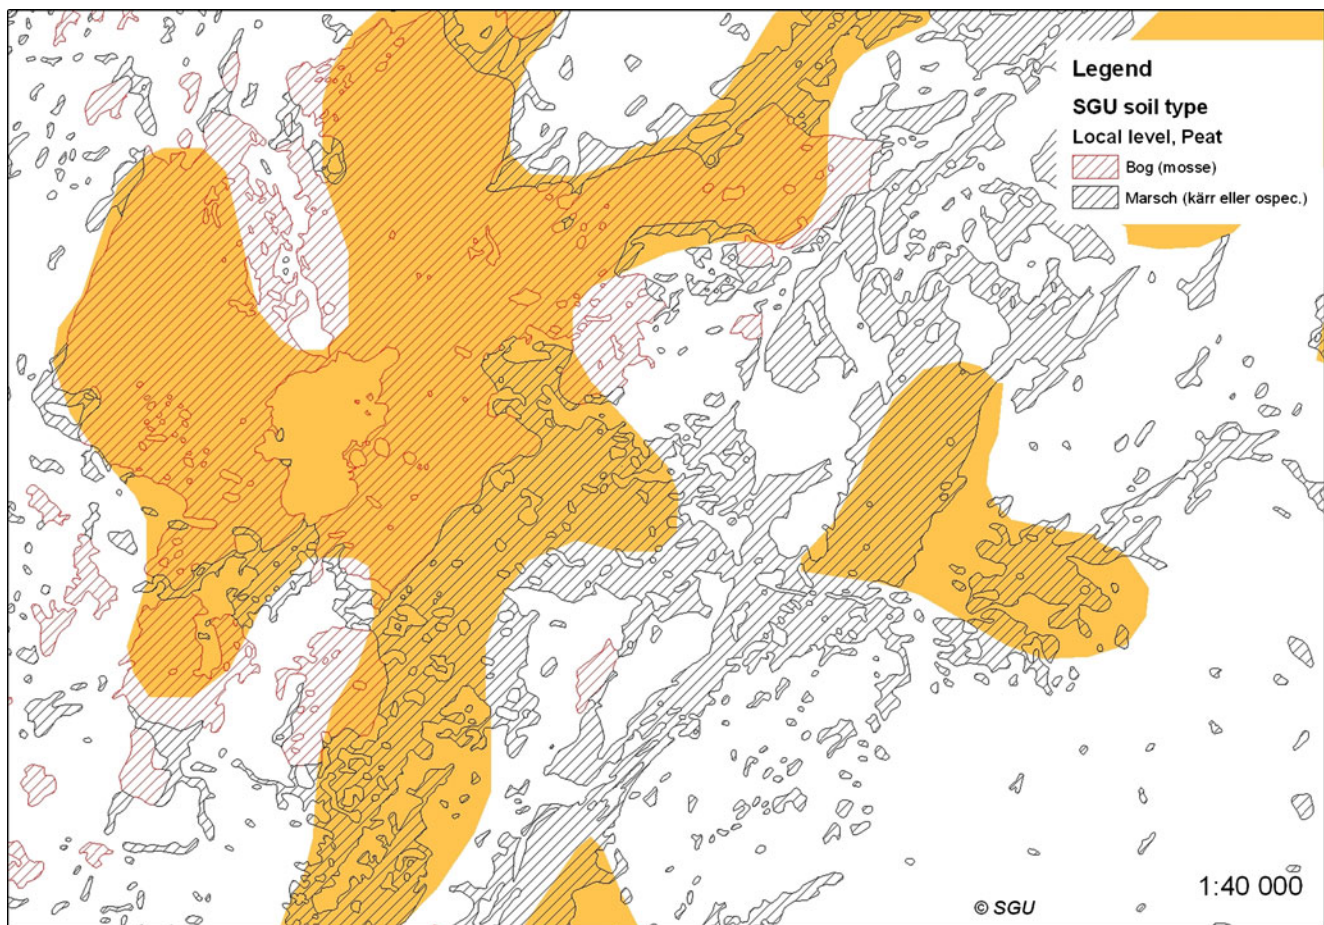 Legend
SGU soil type
Local level, Peat
Bog (mosse)
Marsch (kärr eller ospec.)
1:40 000
© SGU